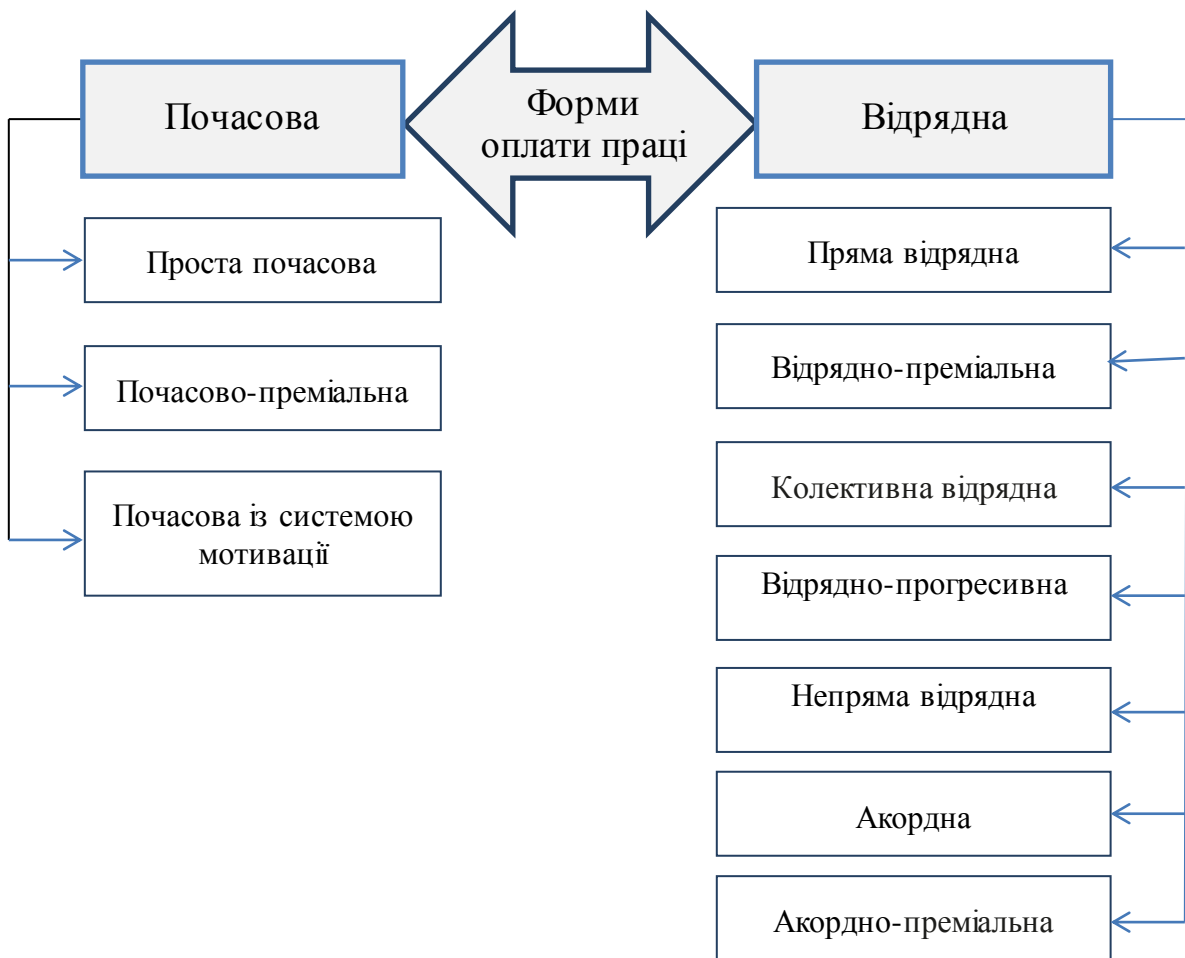 Форми
оплати праці
Почасова
Проста почасова
Почасово-преміальна
Почасова із системою
мотивації
Відрядна
Пряма відрядна
Відрядно-преміальна
Колективна відрядна
Відрядно-прогресивна
Непряма відрядна
Акордна
Акордно-преміальна